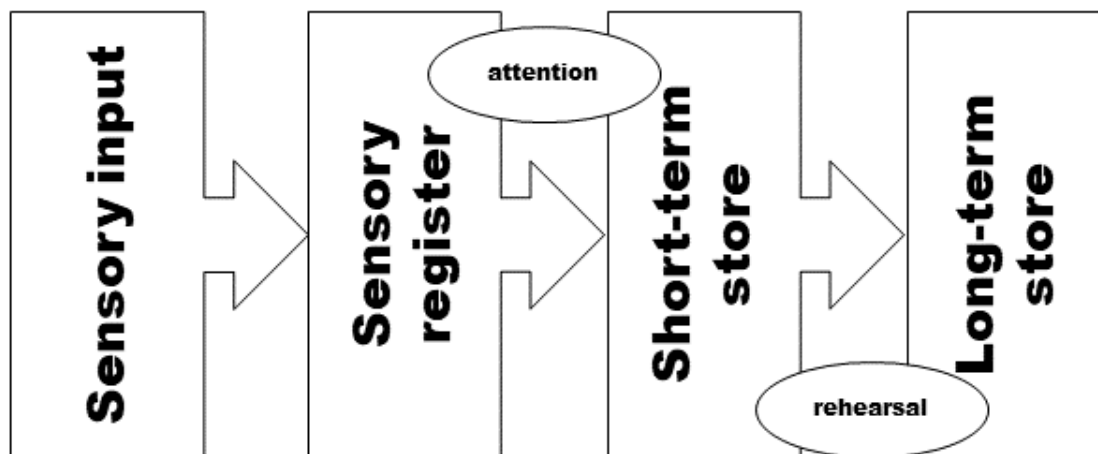 Sensory input
Sensory
register
attention
Short-term
store
rehearsal
Long-term
store